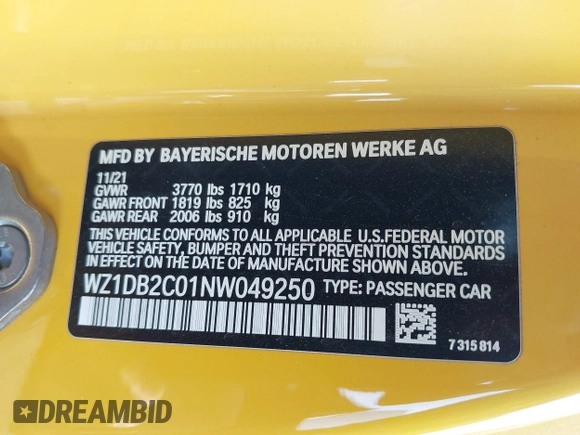 MFD BY BAYERISCHE MOTOREN WERKE AG
11/21
GVWR 3770 lbs 1710 kg
GAWR FRONT 1819 lbs 825 kg
GAWR REAR 2006 lbs 910 kg
THIS VEHICLE CONFORMS TO ALL APPLICABLE U.S.FEDERAL MOTOR
VEHICLE SAFETY, BUMPER AND THEFT PREVENTION STANDARDS
IN EFFECT ON THE DATE OF MANUFACTURE SHOWN ABOVE.
WZ1DB2C01NW049250 TYPE: PASSENGER CAR
7 315 814
DREAMBID